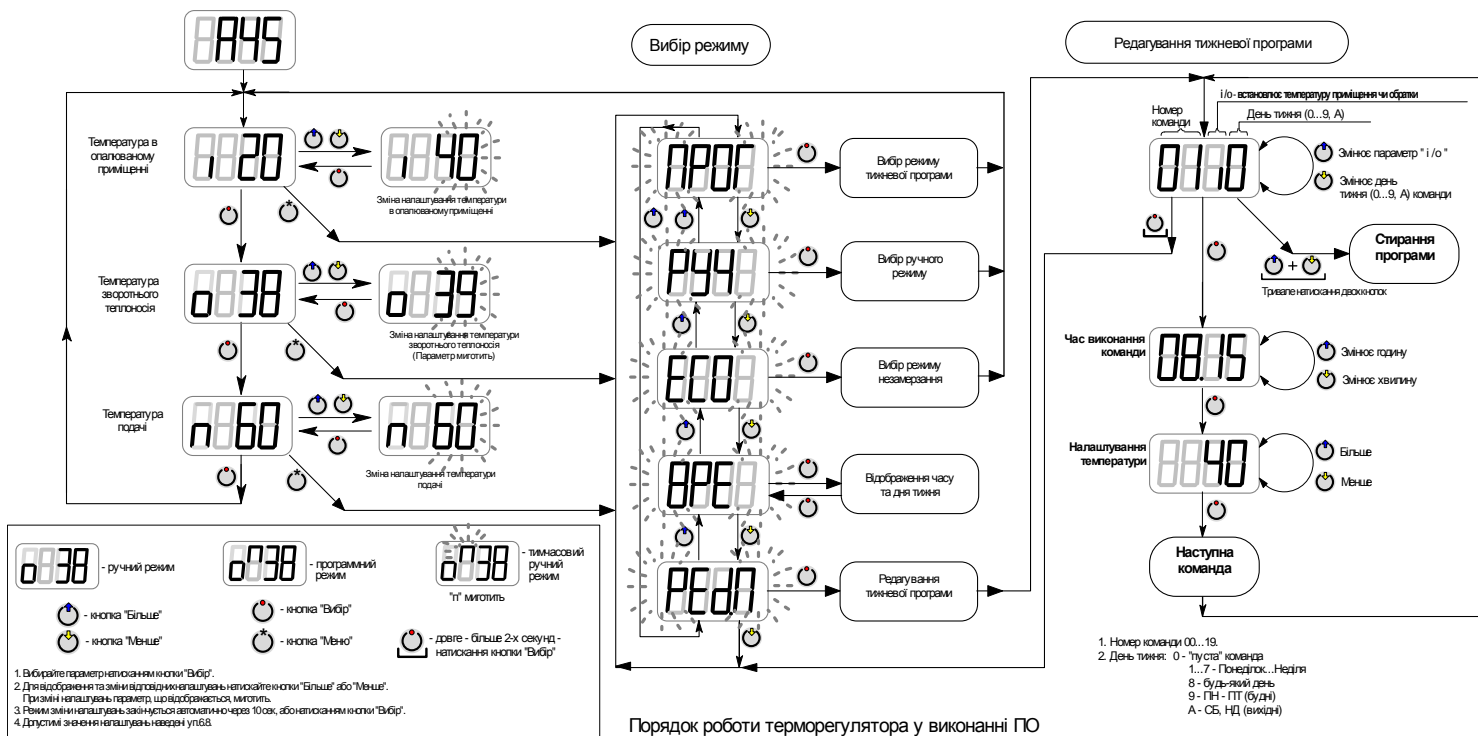 А45
Вибір режиму
Редагування тижневої програми
Температура в
опалюваному
приміщенні
i 20
i 40
Зміна налаштування температури
в опалюваному приміщенні
Температура
зворотнього
теплоносія
o 38
o 39
Зміна налаштування температури
зворотнього теплоносія
(Параметр миготить)
Температура
подачі
п 60
п 60
Зміна налаштування температури
подачі
ПРОГ
Вибір режиму
тижневої програми
РУЧ
Вибір ручного
режиму
ECO
Вибір режиму
незамерзання
ВРЕ
Відображення часу
та дня тижня
РЕd.П
Редагування
тижневої програми
i /o - встановлює температуру приміщення чи обратки
Номер
команди
День тижня (0...9, А)
01 i0
Змінює параметр " i /o "
Змінює день
тижня (0...9, А) команди
Стирання
програми
+
Тривале натискання двох кнопок
Час виконання
команди
08.15
Змінює годину
Змінює хвилину
Налаштування
температури
40
Більше
Менше
Наступна
команда
1. Номер команди 00...19.
2. День тижня: 0 - "пуста" команда
1...7 - Понеділок...Неділя
8 - будь-який день
9 - ПН - ПТ (будні)
А - СБ, НД (вихідні)
o 38
- ручний режим
o п38
- программний
режим
o п38
- тимчасовий
ручний
режим
"п" миготить
- кнопка "Більше"
- кнопка "Вибір"
- кнопка "Менше"
- кнопка "Меню"
- довге - більше 2-х секунд -
натискання кнопки "Вибір"
1. Вибирайте параметр натисканням кнопки "Вибір".
2. Для відображення та зміни відповідних налаштувань натискайте кнопки "Більше" або "Менше".
При зміні налаштувань параметр, що відображається, миготить.
3. Режим зміни налаштувань закінчується автоматично через 10 сек, або натисканням кнопки "Вибір".
4. Допустимі значення налаштувань наведені у п.6.8.
Порядок роботи терморегулятора у виконанні ПО